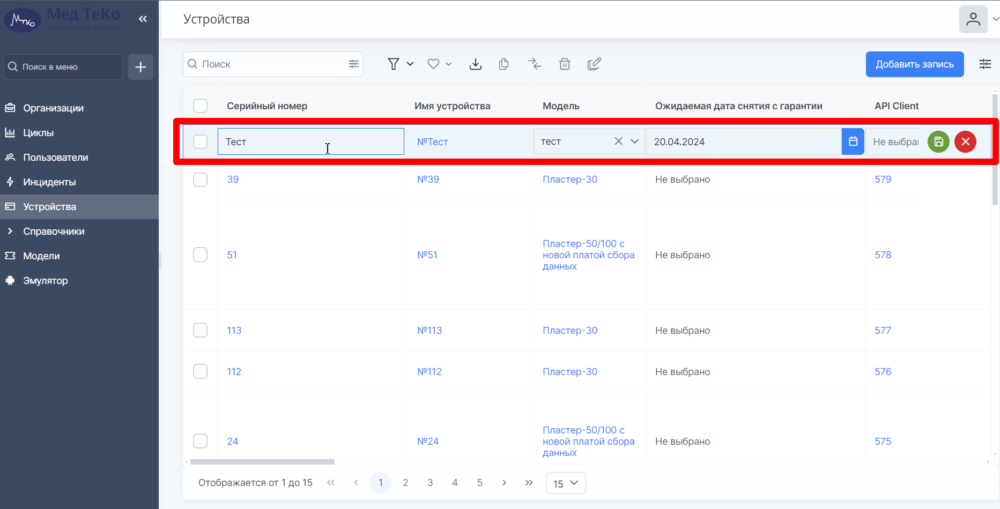 Мтко
Мед ТеКо
медицинская техника
Устройства
Поиск в меню
Поиск
Добавить запись
Организации
Циклы
Пользователи
Инциденты
Устройства
Справочники
Модели
Эмулятор
Серийный номер Имя устройства Модель Ожидаемая дата снятия с гарантии API Client
Тест №Тест тест 20.04.2024 Не выбра
39 №39 Пластер-30 Не выбрано 579
51 №51 Пластер-50/100 с
новой платой сбора
данных Не выбрано 578
113 №113 Пластер-30 Не выбрано 577
112 №112 Пластер-30 Не выбрано 576
24 №24 Пластер-50/100 с
новой платой сбора
данных Не выбрано 575
Отображается от 1 до 15 « ‹ 1 2 3 4 5 › » 15